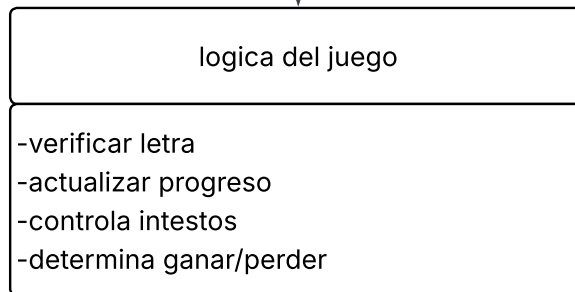 logica del juego
-verificar letra
-actualizar progreso
-controla intestos
-determina ganar/perder